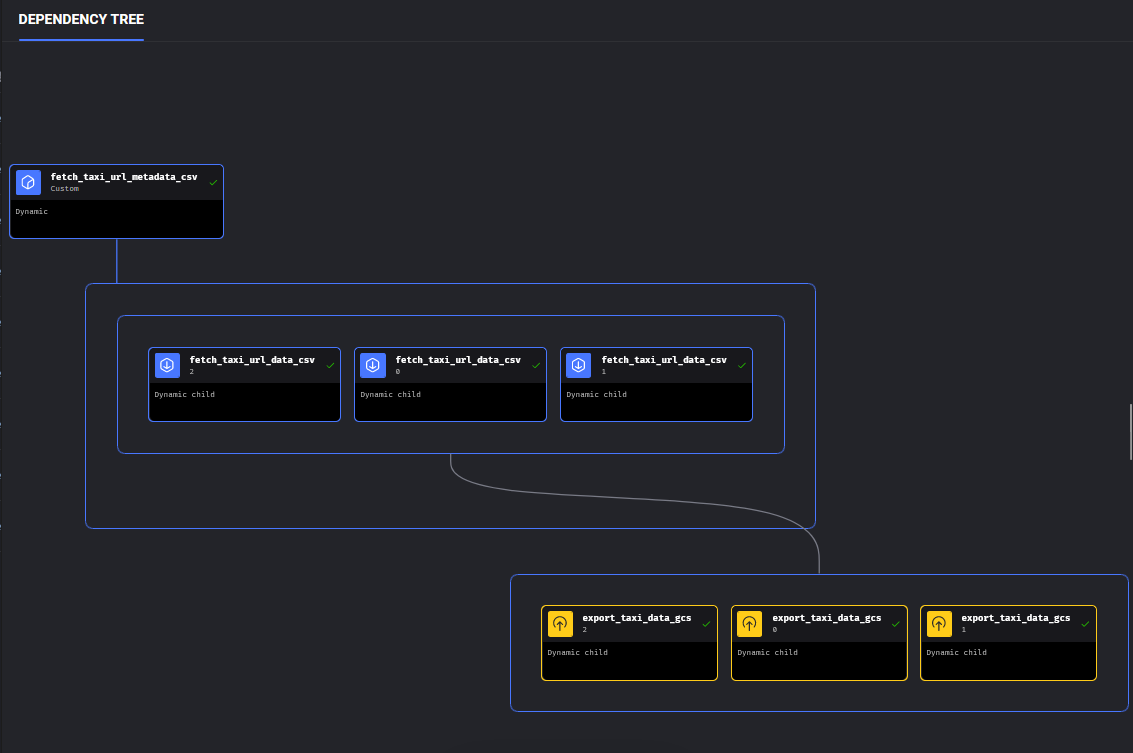 DEPENDENCY TREE
fetch_taxi_url_metadata_csv
Custom
Dynamic
fetch_taxi_url_data_csv
2
Dynamic child
fetch_taxi_url_data_csv
0
Dynamic child
fetch_taxi_url_data_csv
1
Dynamic child
export_taxi_data_gcs
2
Dynamic child
export_taxi_data_gcs
0
Dynamic child
export_taxi_data_gcs
1
Dynamic child